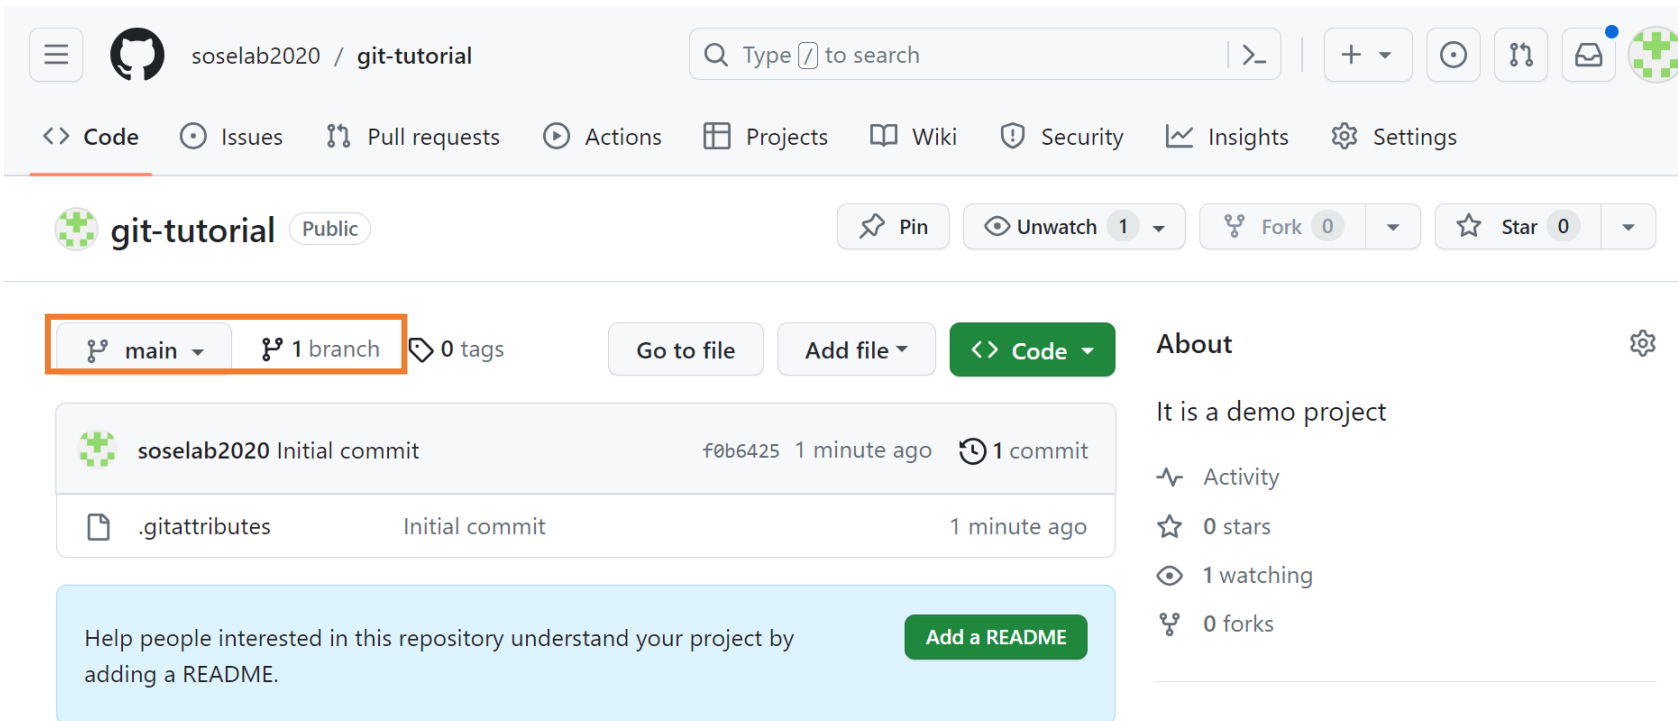 soselab2020 / git-tutorial
Type / to search
Code Issues Pull requests Actions Projects Wiki Security Insights Settings
git-tutorial Public
Pin Unwatch 1 Fork 0 Star 0
main 1 branch 0 tags Go to file Add file Code
soselab2020 Initial commit f0b6425 1 minute ago 1 commit
.gitattributes Initial commit 1 minute ago
Help people interested in this repository understand your project by
adding a README.
Add a README
About
It is a demo project
Activity
0 stars
1 watching
0 forks